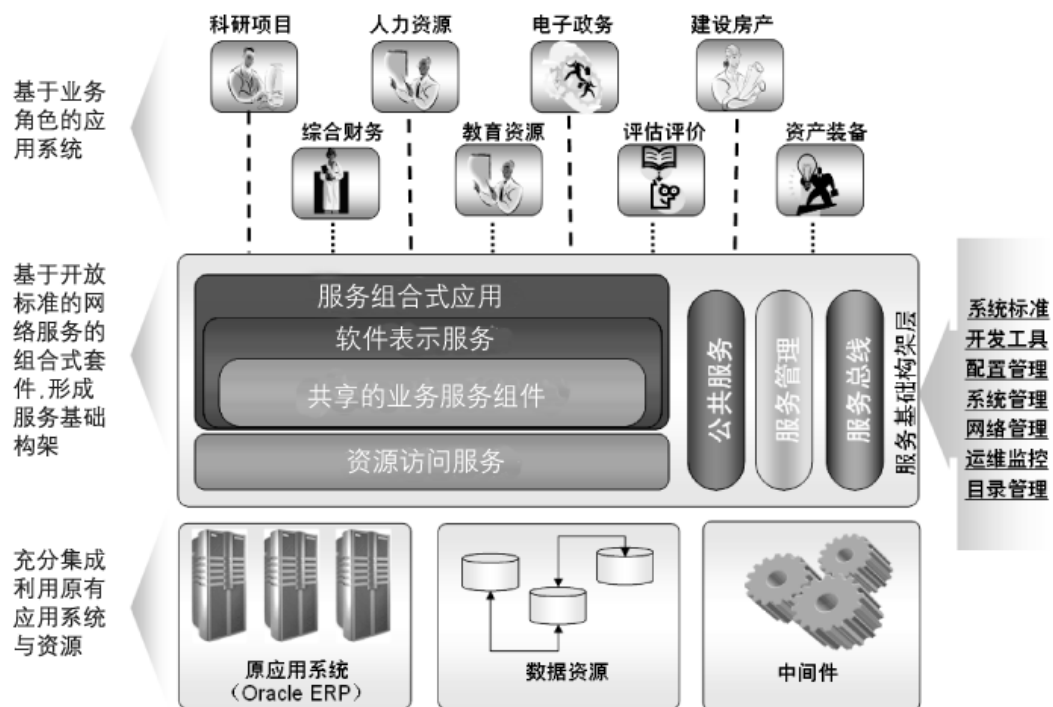 科研项目
人力资源
电子政务
建设房产
综合财务
教育资源
评估评价
资产装备
基于业务
角色的应
用系统
基于开放
标准的网
络服务的
组合式套
件,形成
服务基础
构架
服务组合式应用
软件表示服务
共享的业务服务组件
资源访问服务
公共服务
服务管理
服务总线
服务基础构架层
系统标准
开发工具
配置管理
系统管理
网络管理
运维监控
目录管理
充分集成
利用原有
应用系统
与资源
原应用系统
（Oracle ERP）
数据资源
中间件